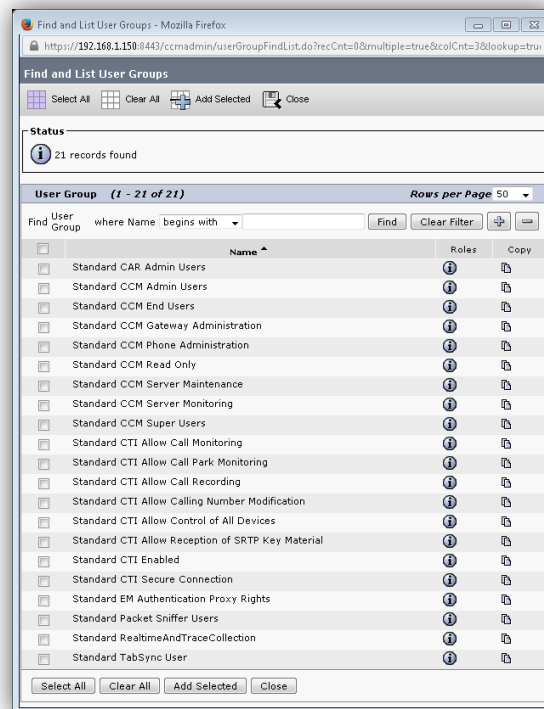 Find and List User Groups - Mozilla Firefox
https://192.168.1.150:8443/ccmadmin/userGroupFindList.do?recCnt=0&multiple=true&colCnt=3&lookup=true
Find and List User Groups
Select All Clear All Add Selected Close
Status
21 records found
User Group (1 - 21 of 21) Rows per Page 50
Find User Group where Name begins with Find Clear Filter
Name Roles Copy
Standard CAR Admin Users
Standard CCM Admin Users
Standard CCM End Users
Standard CCM Gateway Administration
Standard CCM Phone Administration
Standard CCM Read Only
Standard CCM Server Maintenance
Standard CCM Server Monitoring
Standard CCM Super Users
Standard CTI Allow Call Monitoring
Standard CTI Allow Call Park Monitoring
Standard CTI Allow Call Recording
Standard CTI Allow Calling Number Modification
Standard CTI Allow Control of All Devices
Standard CTI Allow Reception of SRTP Key Material
Standard CTI Enabled
Standard CTI Secure Connection
Standard EM Authentication Proxy Rights
Standard Packet Sniffer Users
Standard RealtimeAndTraceCollection
Standard TabSync User
Select All Clear All Add Selected Close